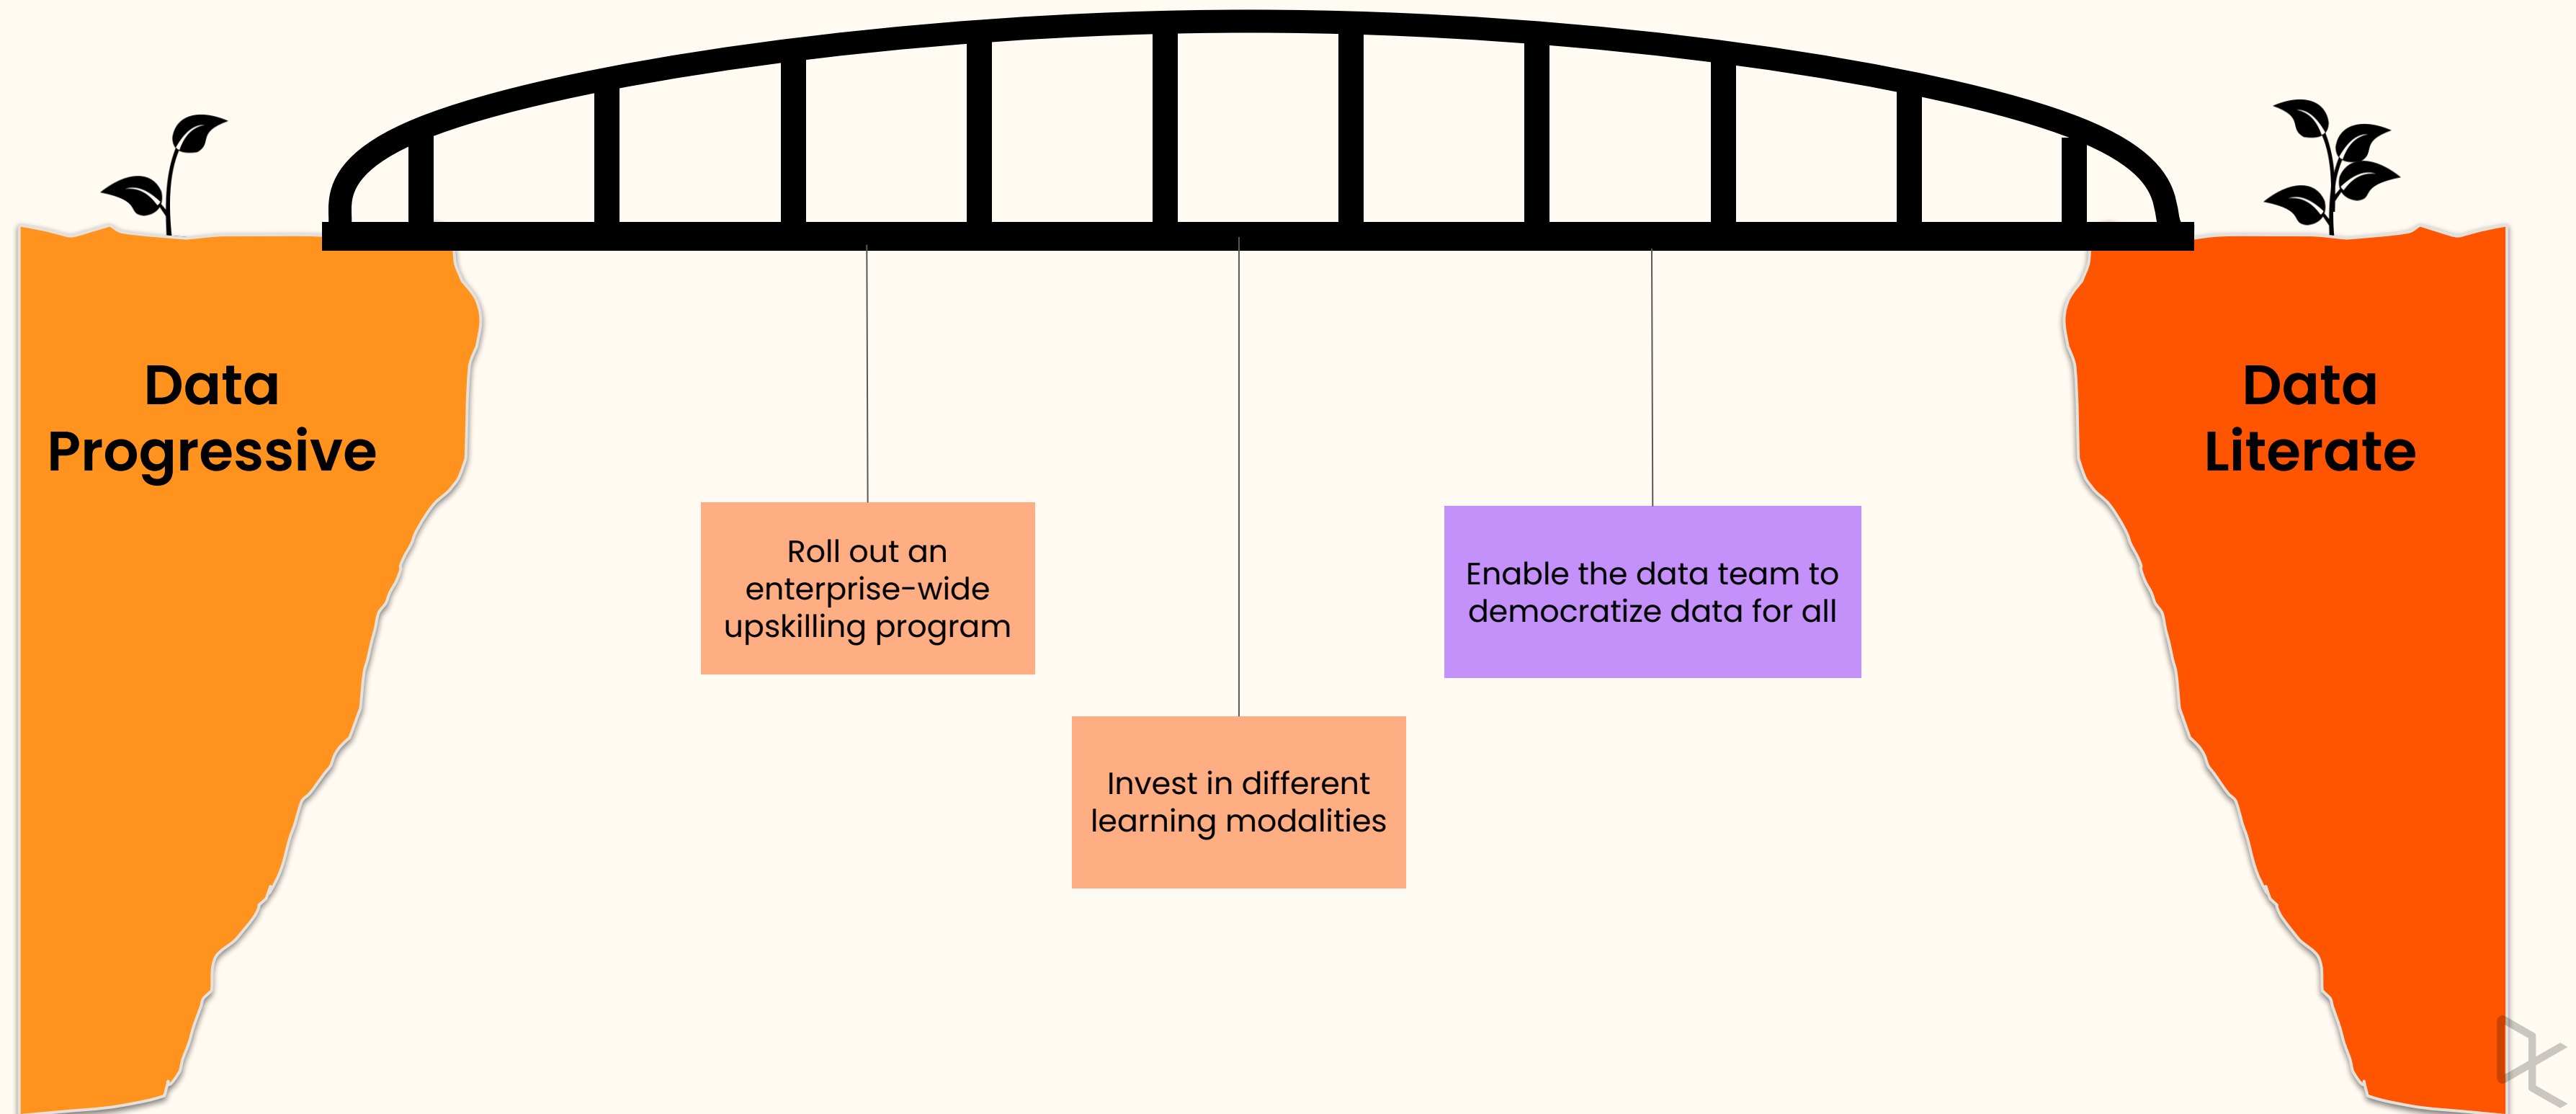 Data
Progressive
Data
Literate
Roll out an
enterprise-wide
upskilling program
Enable the data team to
democratize data for all
Invest in different
learning modalities